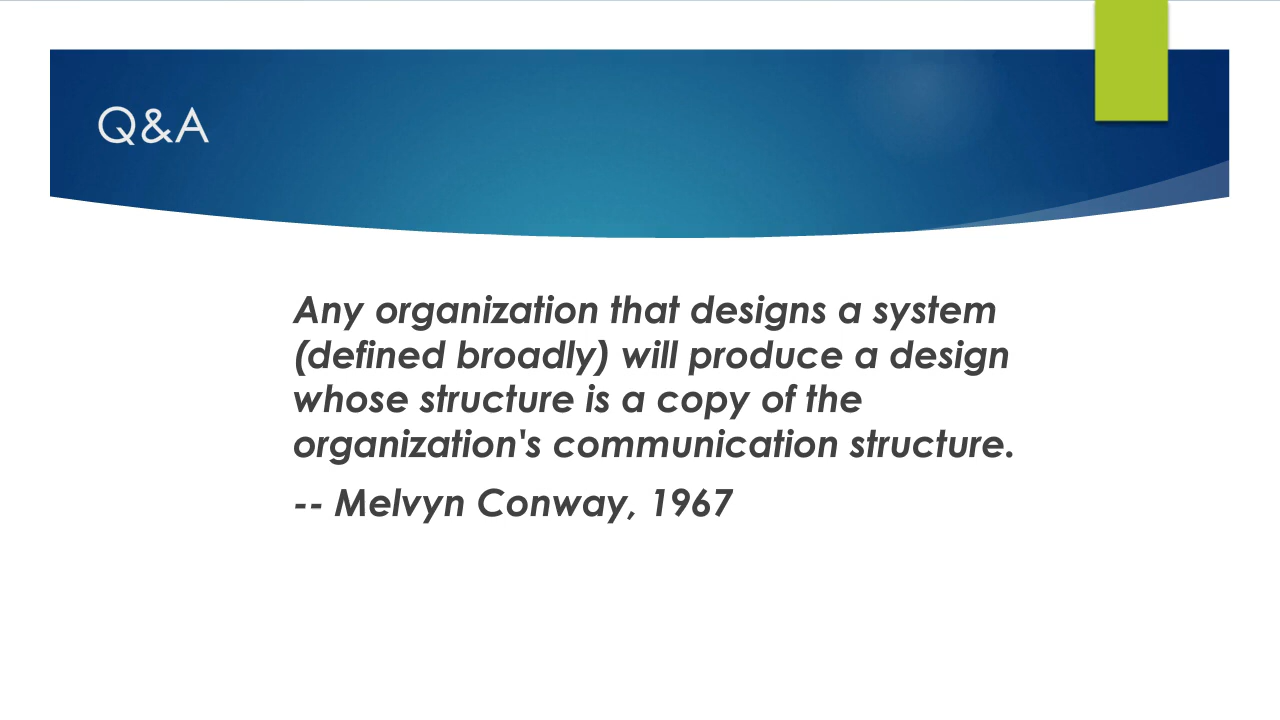 Q&A
Any organization that designs a system
(defined broadly) will produce a design
whose structure is a copy of the
organization's communication structure.
-- Melvyn Conway, 1967